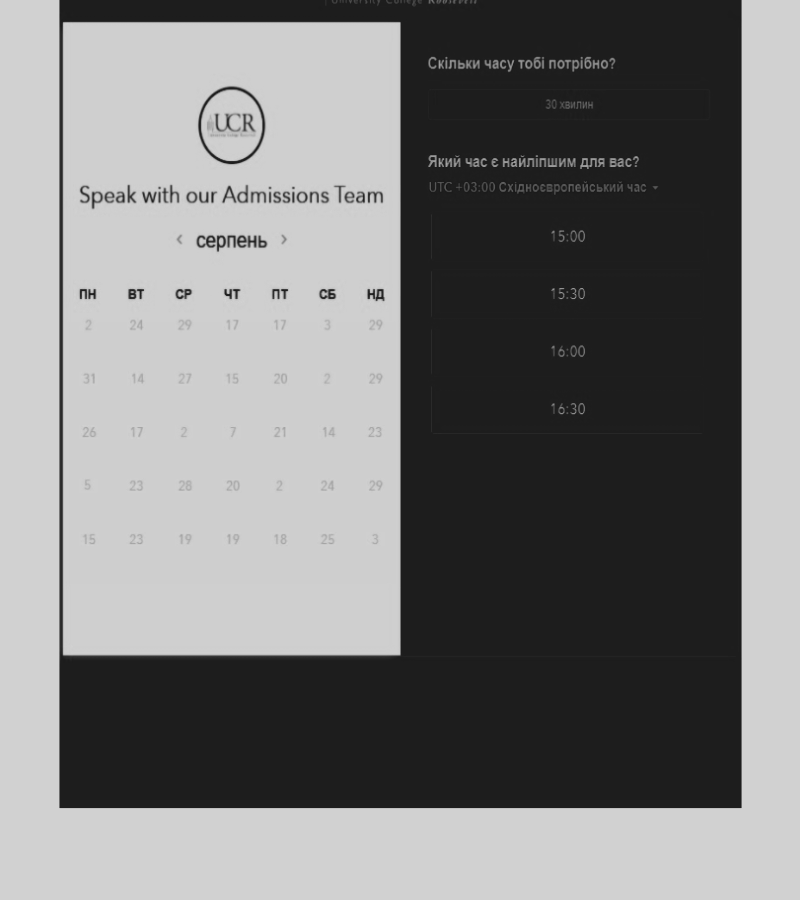 University College Roosevelt
UCR
Speak with our Admissions Team
серпень
ПН ВТ СР ЧТ ПТ СБ НД
2 24 29 17 17 3 29
31 14 27 15 20 2 29
26 17 2 7 21 14 23
5 23 28 20 2 24 29
15 23 19 19 18 25 3
Скільки часу тобі потрібно?
30 хвилин
Який час є найліпшим для вас?
UTC +03:00 Східноєвропейський час
15:00
15:30
16:00
16:30